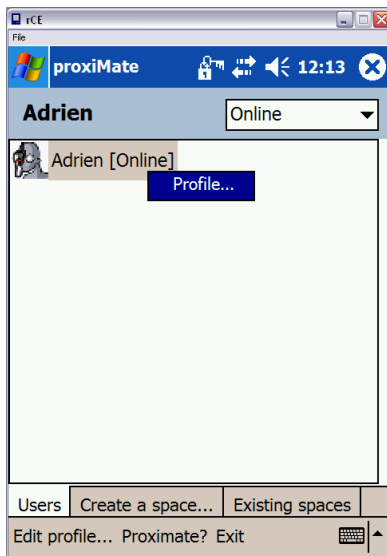 rCE
File
proxiMate 12:13
Adrien Online
Adrien [Online]
Profile...
Users Create a space... Existing spaces
Edit profile... Proximate? Exit